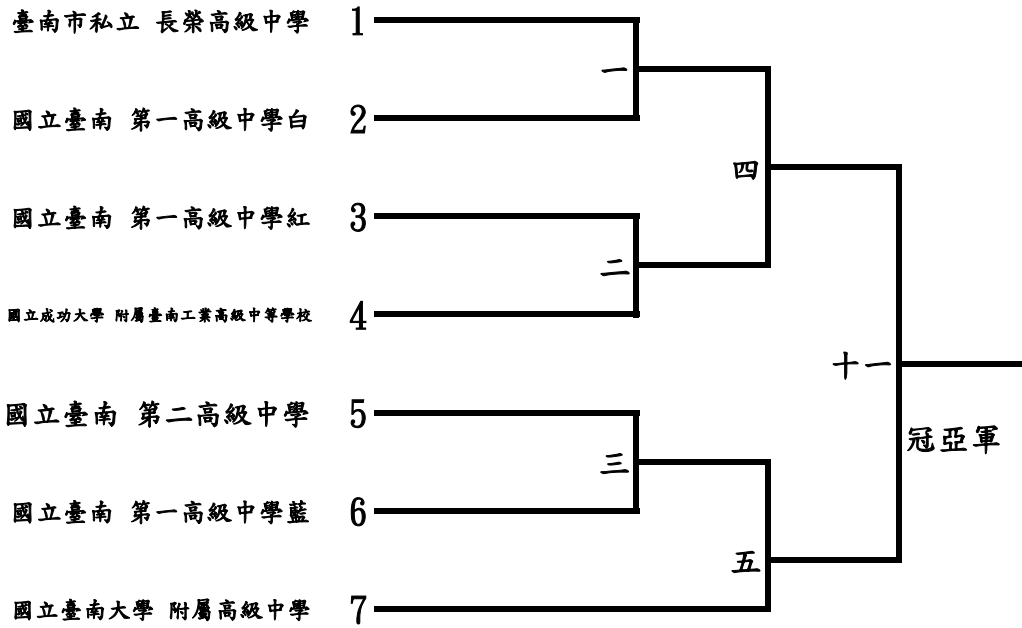 臺南市私立 長榮高級中學 1
一
國立臺南 第一高級中學白 2
四
國立臺南 第一高級中學紅 3
二
國立成功大學 附屬臺南工業高級中等學校 4
十一
國立臺南 第二高級中學 5
冠亞軍
三
國立臺南 第一高級中學藍 6
五
國立臺南大學 附屬高級中學 7